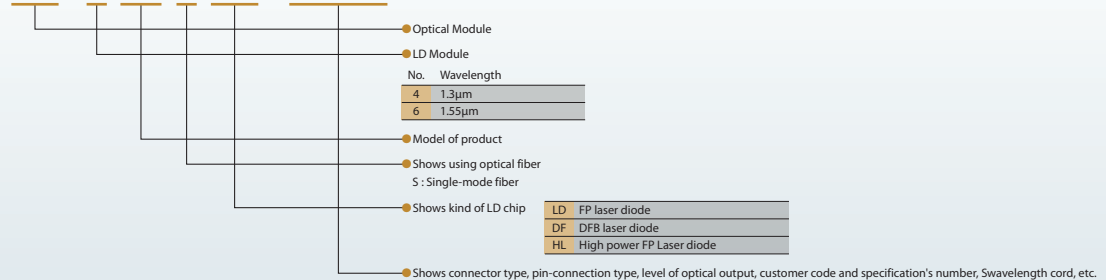 Optical Module
LD Module
No. Wavelength
4 1.3μm
6 1.55μm
Model of product
Shows using optical fiber
S : Single-mode fiber
Shows kind of LD chip
LD FP laser diode
DF DFB laser diode
HL High power FP Laser diode
Shows connector type, pin-connection type, level of optical output, customer code and specification's number, Swavelength cord, etc.